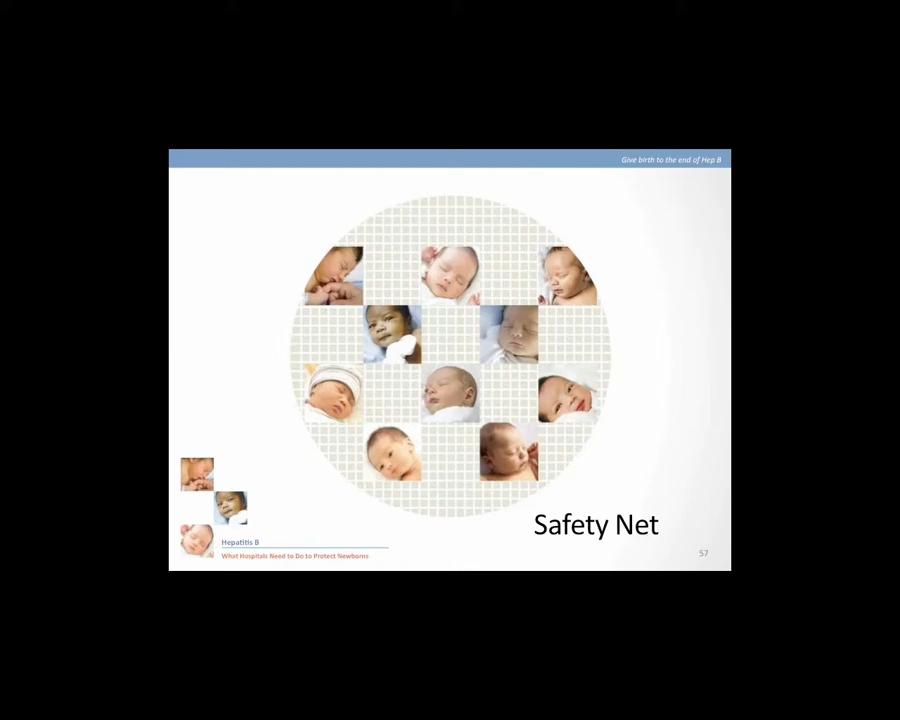 Give birth to the end of Hep B
Safety Net
Hepatitis B
What Hospitals Need to Do to Protect Newborns
57